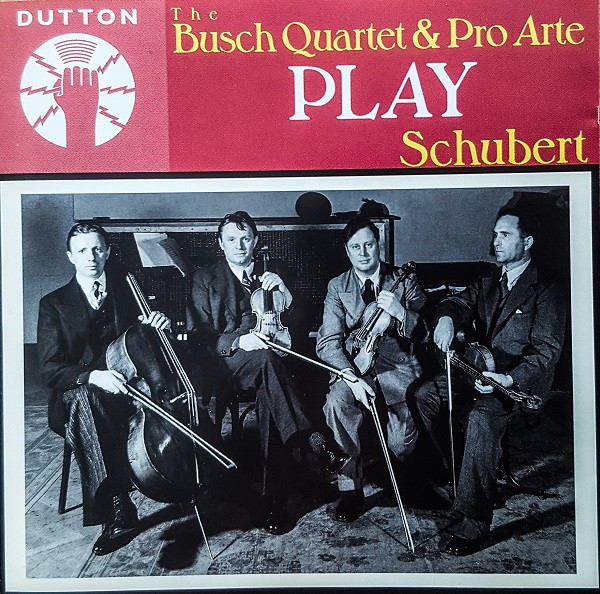 DUTTON
The
Busch Quartet & Pro Arte
PLAY
Schubert